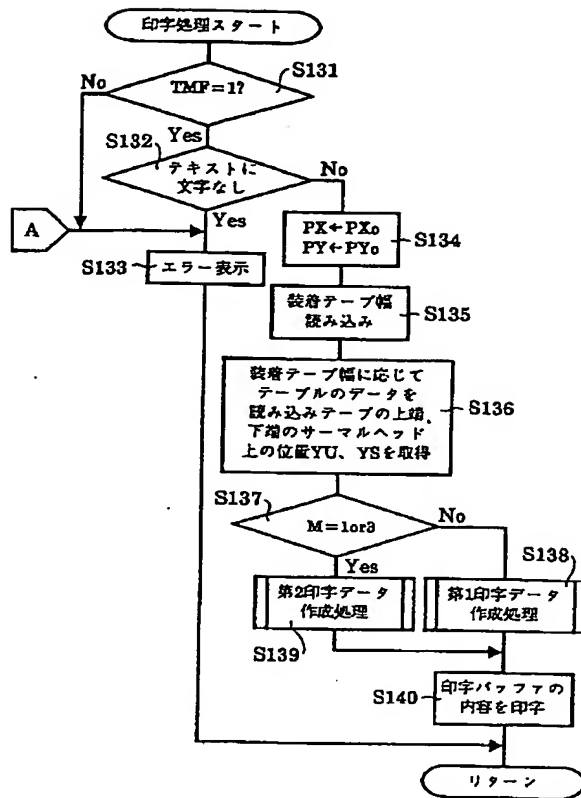 印字処理スタート
S131
No
TMF=1?
Yes
S132
テキストに
文字なし
No
Yes
A
S133
エラー表示
PX←PX₀
PY←PY₀
S134
装着テープ幅
読み込み
S135
装着テープ幅に応じて
テーブルのデータを
読み込みテープの上端、
下端のサーマルヘッド
上の位置YU、YSを取得
S136
S137
M=1or3
No
Yes
S138
第2印字データ
作成処理
第1印字データ
作成処理
S139
S140
印字バッファの
内容を印字
リターン